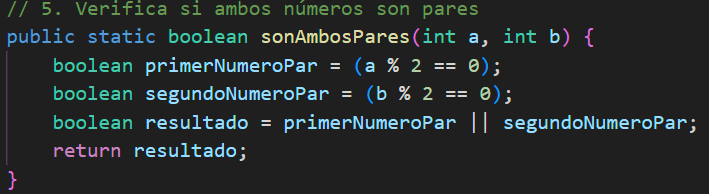 // 5. Verifica si ambos números son pares
public static boolean sonAmbosPares(int a, int b) {
    boolean primerNumeroPar = (a % 2 == 0);
    boolean segundoNumeroPar = (b % 2 == 0);
    boolean resultado = primerNumeroPar || segundoNumeroPar;
    return resultado;
}